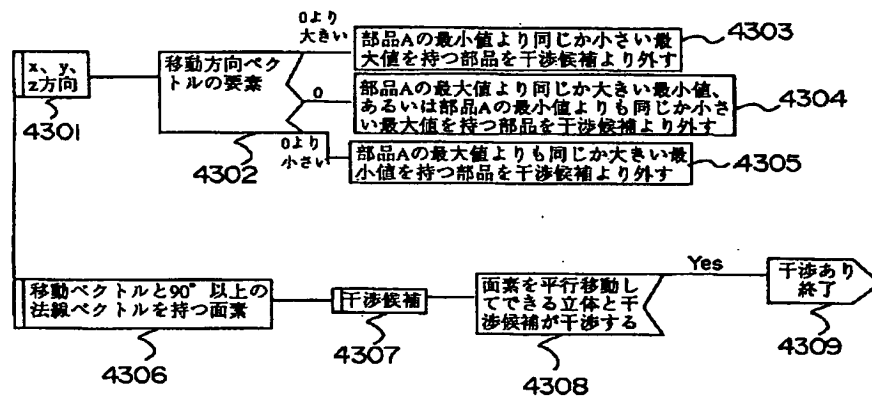 x、y、
z方向
4301
移動方向ベク
トルの要素
4302
0より
大きい
部品Aの最小値より同じか小さい最
大値を持つ部品を干渉候補より外す
4303
0
部品Aの最大値より同じか大きい最小値、
あるいは部品Aの最小値よりも同じか小さ
い最大値を持つ部品を干渉候補より外す
4304
0より
小さい
部品Aの最大値よりも同じか大きい最
小値を持つ部品を干渉候補より外す
4305
移動ベクトルと90°以上の
法線ベクトルを持つ面素
4306
干渉候補
4307
面素を平行移動し
てできる立体と干
渉候補が干渉する
4308
Yes
干渉あり
終了
4309